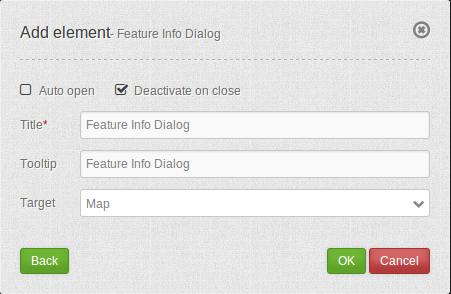 Add element- Feature Info Dialog
Auto open Deactivate on close
Title* Feature Info Dialog
Tooltip Feature Info Dialog
Target Map
Back OK Cancel